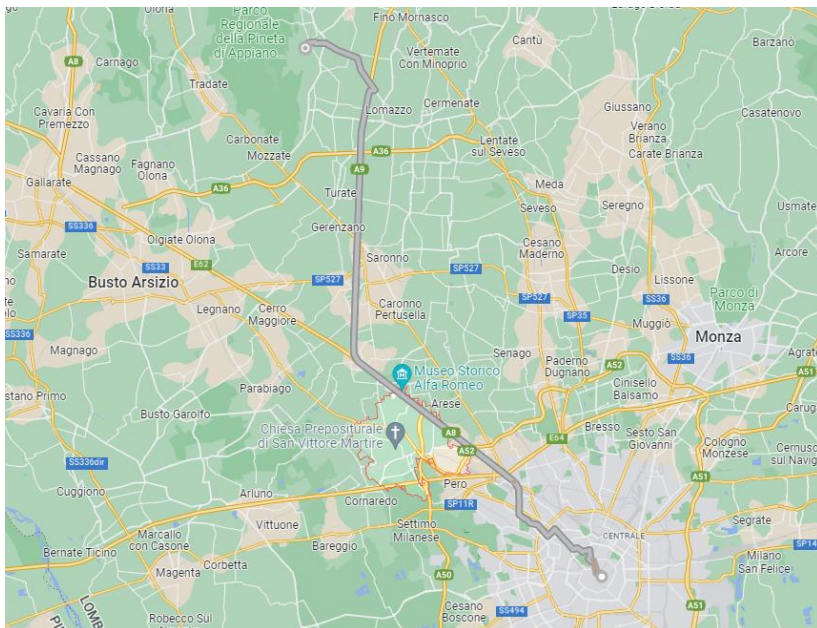 Parco
Regionale
della Pineta
di Appiano...
Fino Mornasco
Cantù
Barzanò
A8
Carnago
Vertemate
Con Minoprio
Tradate
Lomazzo
Cermenate
Giussano
Casatenovo
Cavaria Con
Premezzo
Verano
Brianza
Carbonate
Mozzate
Lentate
sul Seveso
Carate Brianza
A36
Cassano
Magnago
Fagnano
Olona
A9
Gallarate
A36
Turate
Meda
Seveso
Seregno
Usmate
SS336
Gerenzano
Olgiate Olona
Cesano
Maderno
Arcore
Samarate
SS33
E62
Saronno
SP527
Desio
Lissone
Busto Arsizio
SP527
SP527
SS36
Parco di
Monza
Legnano
Cerro
Maggiore
Caronno
Pertusella
SP35
Muggiò
Monza
SS336
Magnago
Senago
Paderno
Dugnano
A52
SS36
Agrate
Museo Storico
Alfa Romeo
Parabiago
Cinisello
Balsamo
A51
stano Primo
Arese
Busto Garolfo
Chiesa Prepositurale
di San Vittore Martire
A8
E64
Bresso
Sesto San
Giovanni
Carug
A52
Cologno
Monzese
Cernus
sul Navig
SS336dir
Pero
A51
Cuggiono
Arluno
Cornaredo
SP11R
Vittuone
Settimo
Milanese
CENTRALE
Segrate
Marcallo
con Casone
Bareggio
SP14
Bernate Ticino
Corbetta
Milano
San Felice
Magenta
A50
Cesano
Boscone
SS494
A51
Robecco Sul
LOMB